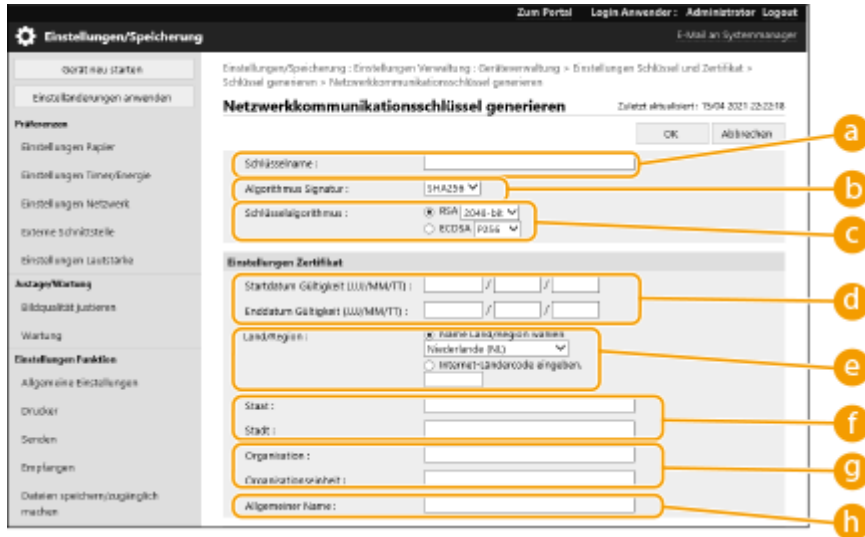 Zum Portal Login Anwender: Administrator Logout
Einstellungen/Speicherung
E-Mail an Systemmanager
Gerät neu starten
Einstelländerungen anwenden
Präferenzen
Einstellungen Papier
Einstellungen Timer/Energie
Einstellungen Netzwerk
Externe Schnittstelle
Einstellungen Lautstärke
Justage/Wartung
Bildqualität justieren
Wartung
Einstellungen Funktion
Allgemeine Einstellungen
Drucker
Senden
Empfangen
Dateien speichern/zugänglich
machen
Einstellungen/Speicherung : Einstellungen Verwaltung : Geräteverwaltung > Einstellungen Schlüssel und Zertifikat >
Schlüssel generieren > Netzwerkkommunikationsschlüssel generieren
Netzwerkkommunikationsschlüssel generieren
Zuletzt aktualisiert: 15/04 2021 22:22:18
OK Abbrechen
Schlüsselname :
a
Algorithmus Signatur : SHA256
b
Schlüsselalgorithmus : RSA 2048-bit
ECDSA P256
c
Einstellungen Zertifikat
Startdatum Gültigkeit (JJJJ/MM/TT) : / /
Enddatum Gültigkeit (JJJJ/MM/TT) : / /
d
Land/Region : Name Land/Region wählen
Niederlande (NL)
Internet-Ländercode eingeben.
e
Staat :
Stadt :
f
Organisation :
Organisationseinheit :
g
Allgemeiner Name :
h